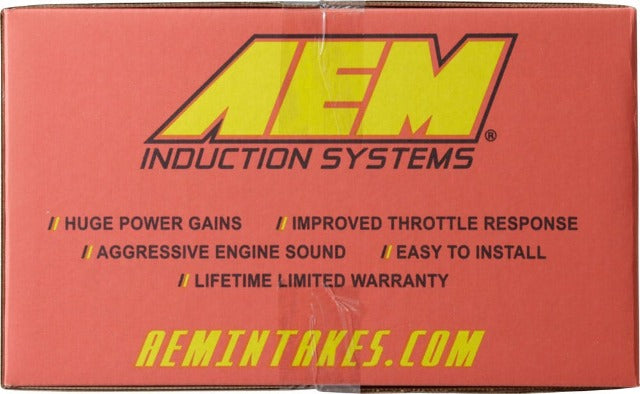 AEM®
INDUCTION SYSTEMS
// HUGE POWER GAINS // IMPROVED THROTTLE RESPONSE
// AGGRESSIVE ENGINE SOUND // EASY TO INSTALL
// LIFETIME LIMITED WARRANTY
AEMINTAKES.COM